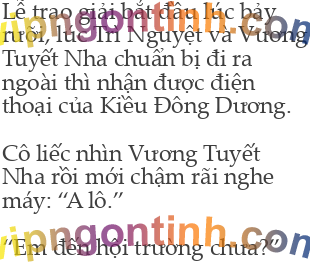 Lễ trao giải bắt đầu lúc bảy
rưỡi, lúc Tri Nguyệt và Vương
Tuyết Nha chuẩn bị đi ra
ngoài thì nhận được điện
thoại của Kiều Đông Dương.
Cô liếc nhìn Vương Tuyết
Nha rồi mới chậm rãi nghe
máy: “A lô.”
“Em đến hội trường chưa?”
vipngontinh.com
vipngontinh.com